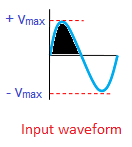 + Vmax
- Vmax
Input waveform